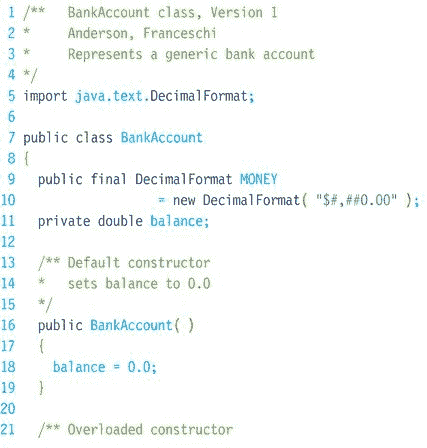 1 /** BankAccount class, Version 1
2 * Anderson, Franceschi
3 * Represents a generic bank account
4 */
5 import java.text.DecimalFormat;
6
7 public class BankAccount
8 {
9 public final DecimalFormat MONEY
10 = new DecimalFormat( "$#,##0.00" );
11 private double balance;
12
13 /** Default constructor
14 * sets balance to 0.0
15 */
16 public BankAccount( )
17 {
18 balance = 0.0;
19 }
20
21 /** Overloaded constructor